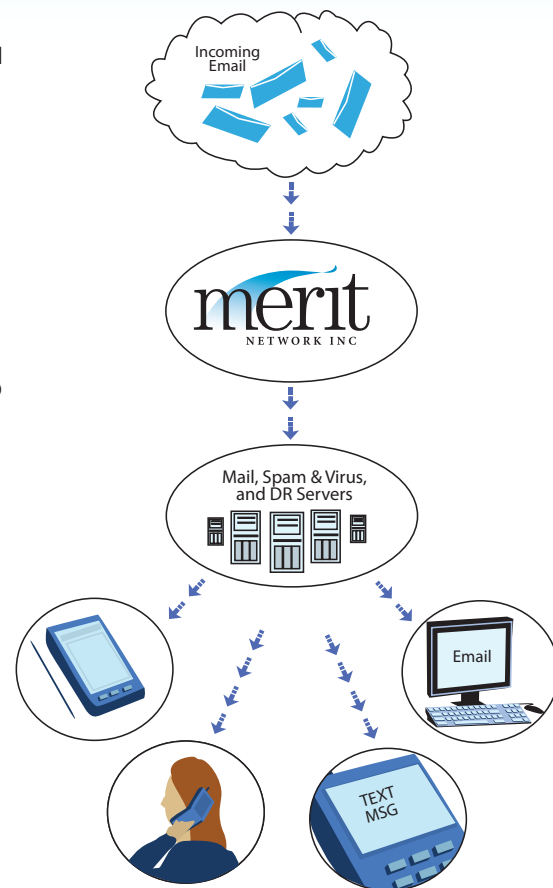 Incoming
Email
merit
NETWORK INC
Mail, Spam & Virus,
and DR Servers
Email
TEXT
MSG